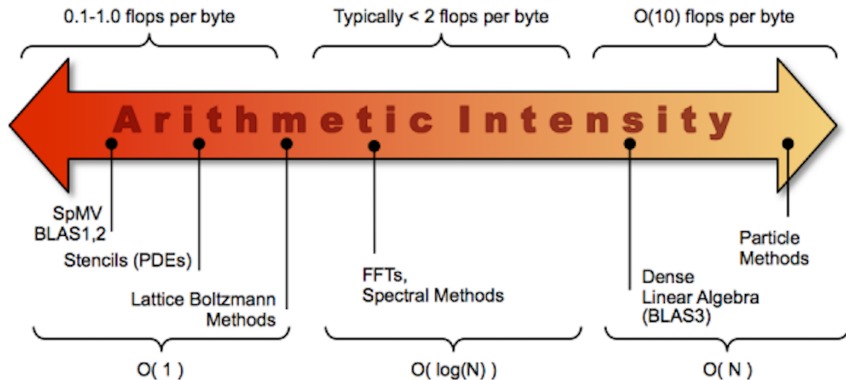 0.1-1.0 flops per byte
Typically < 2 flops per byte
O(10) flops per byte
Arithmetic Intensity
SpMV
BLAS1,2
Stencils (PDEs)
Lattice Boltzmann
Methods
FFTs,
Spectral Methods
Dense
Linear Algebra
(BLAS3)
Particle
Methods
O( 1 )
O( log(N) )
O( N )